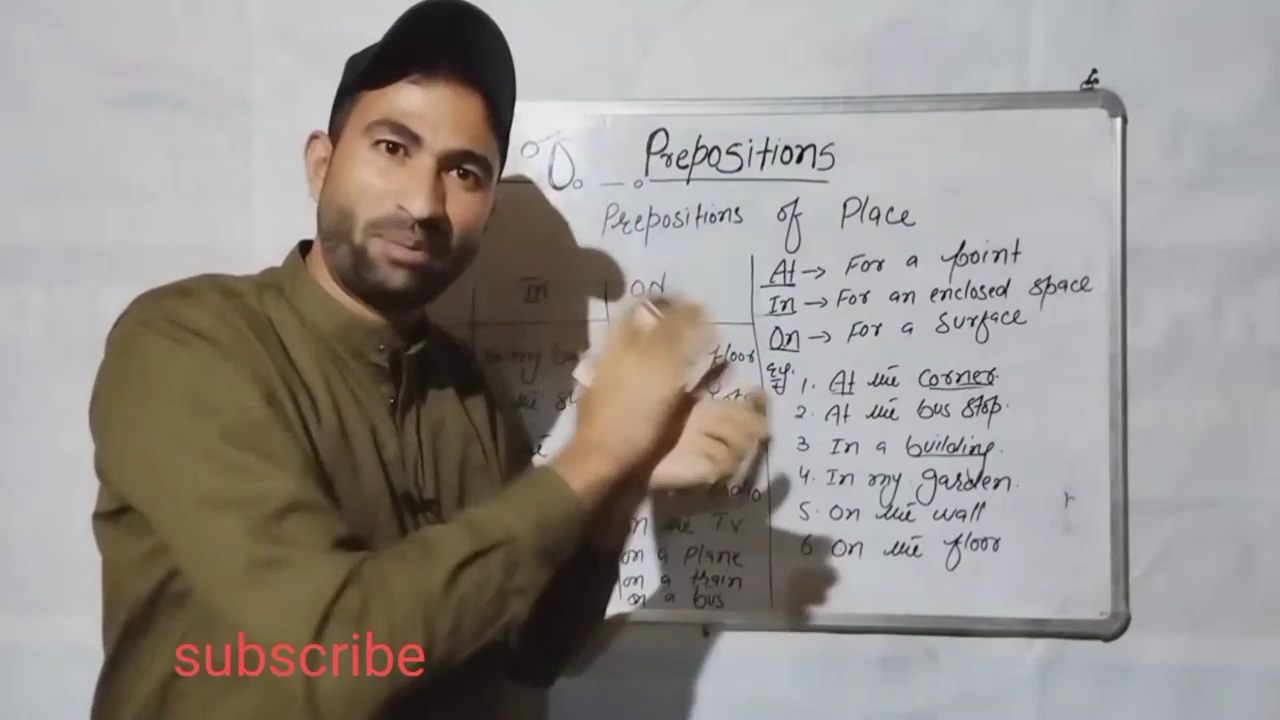 Prepositions
Prepositions of Place
In
ON
At → For a point
In → For an enclosed space
On → For a surface
Eg.
1. At the corner.
2. At the bus stop.
3 In a building.
4. In my garden.
5. On the wall
6 On the floor
my
floor
the TV
on a plane
on a train
on a bus
subscribe